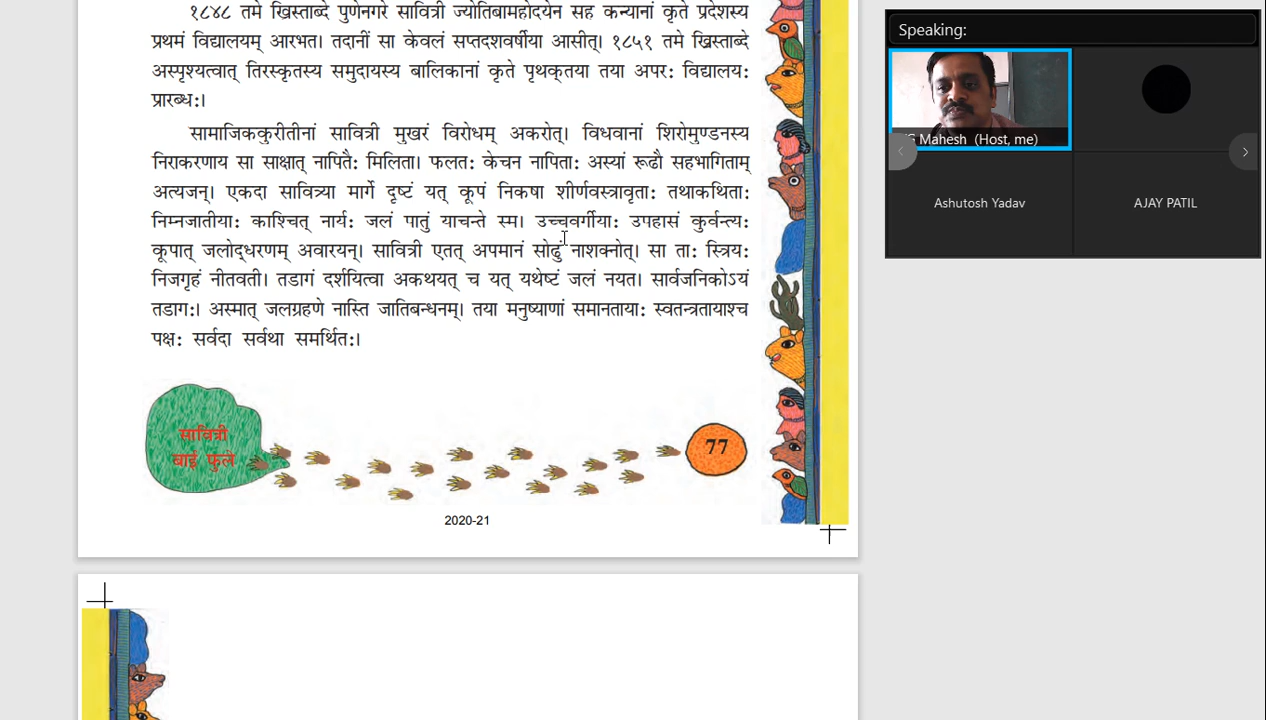 १८४८ तमे ख्रिस्ताब्दे पुणेनगरे सावित्री ज्योतिबामहोदयेन सह कन्यानां कृते प्रदेशस्य
प्रथमं विद्यालयम् आरभत। तदानीं सा केवलं सप्तदशवर्षीया आसीत्। १८५१ तमे ख्रिस्ताब्दे
अस्पृश्यत्वात् तिरस्कृतस्य समुदायस्य बालिकानां कृते पृथक्तया तया अपर: विद्यालय:
प्रारब्ध:।
सामाजिककुरीतीनां सावित्री मुखरं विरोधम् अकरोत्। विधवानां शिरोमुण्डनस्य
निराकरणाय सा साक्षात् नापितै: मिलिता। फलत: केचन नापिता: अस्यां रूढौ सहभागिताम्
अत्यजन्। एकदा सावित्र्या मार्गे दृष्टं यत् कूपं निकषा शीर्णवस्त्रावृता: तथाकथिता:
निम्नजातीया: काश्चित् नार्य: जलं पातुं याचन्ते स्म। उच्चवर्गीया: उपहासं कुर्वन्त्य:
कूपात् जलोद्धरणम् अवारयन्। सावित्री एतत् अपमानं सोढुं नाशक्नोत्। सा ता: स्त्रिय:
निजगृहं नीतवती। तडागं दर्शयित्वा अकथयत् च यत् यथेष्टं जलं नयत। सार्वजनिकोऽयं
तडाग:। अस्मात् जलग्रहणे नास्ति जातिबन्धनम्। तया मनुष्याणां समानताया: स्वतन्त्रतायाश्च
पक्ष: सर्वदा सर्वथा समर्थित:।
सावित्री
बाई फुले
77
2020-21
Speaking:
Mahesh (Host, me)
Ashutosh Yadav
AJAY PATIL